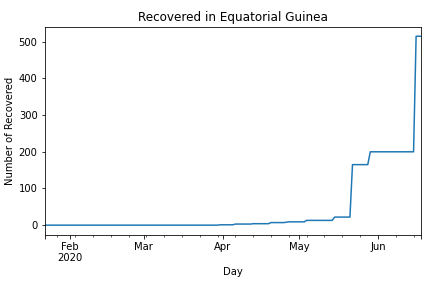 Recovered in Equatorial Guinea
Number of Recovered
500
400
300
200
100
0
Feb
2020
Mar
Apr
May
Jun
Day